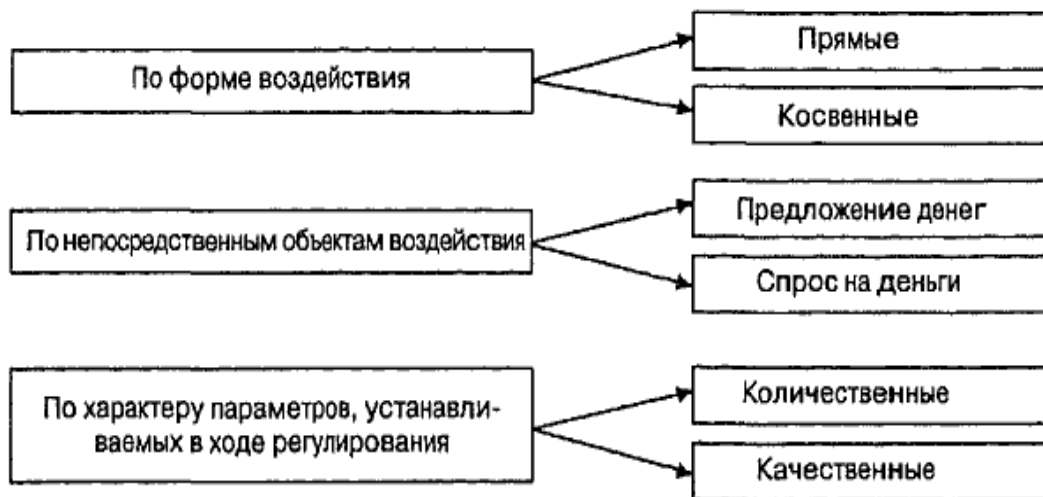 По форме воздействия
Прямые
Косвенные
По непосредственным объектам воздействия
Предложение денег
Спрос на деньги
По характеру параметров, устанавли-
ваемых в ходе регулирования
Количественные
Качественные